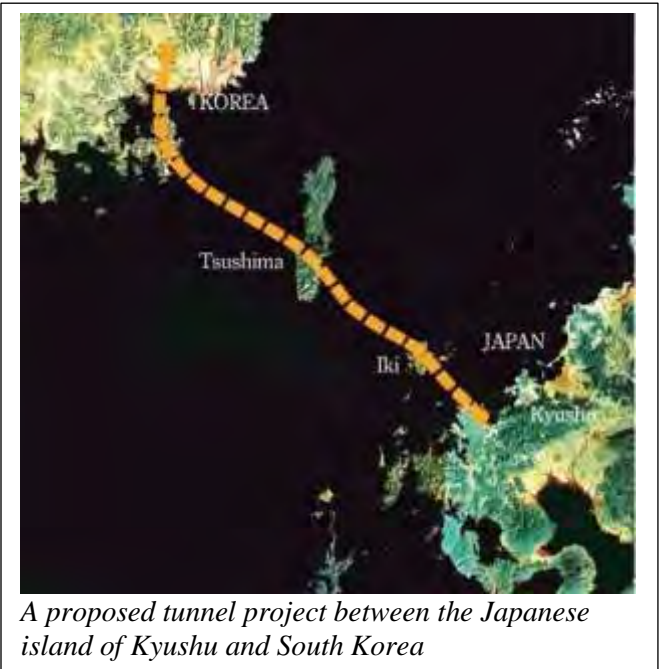 KOREA
Tsushima
JAPAN
Iki
Kyushu
A proposed tunnel project between the Japanese
island of Kyushu and South Korea